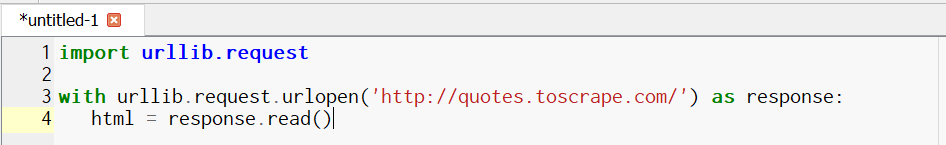 *untitled-1
1 import urllib.request
2
3 with urllib.request.urlopen('http://quotes.toscrape.com/') as response:
4    html = response.read()